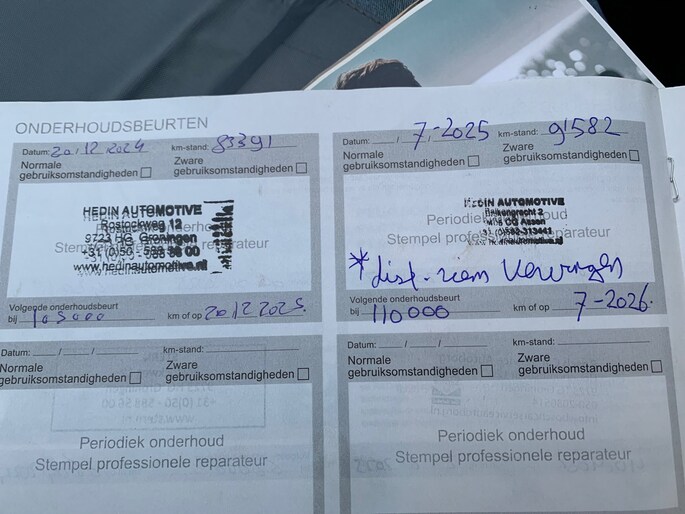 ONDERHOUDSBEURTEN
Datum: 20/12/2024 km-stand: 83391
Normale gebruiksomstandigheden
Zware gebruiksomstandigheden
HEDIN AUTOMOTIVE
Rostockweg 12
9723 HG Groningen
+31 (0)50 - 588 36 00
www.hedinautomotive.nl
Stempel professionele reparateur
Volgende onderhoudsbeurt
bij 105000 km of op 20/12 2025.
Datum: / 7-2025 km-stand: 91582
Normale gebruiksomstandigheden
Zware gebruiksomstandigheden
HEDIN AUTOMOTIVE
Periodiek onderhoud
Stempel professionele reparateur
* dist-riem vervangen
Volgende onderhoudsbeurt
bij 110000 km of op 7-2026.
Datum: / / km-stand:
Normale gebruiksomstandigheden
Zware gebruiksomstandigheden
Periodiek onderhoud
Stempel professionele reparateur
Datum: / / km-stand:
Normale gebruiksomstandigheden
Zware gebruiksomstandigheden
Periodiek onderhoud
Stempel professionele reparateur